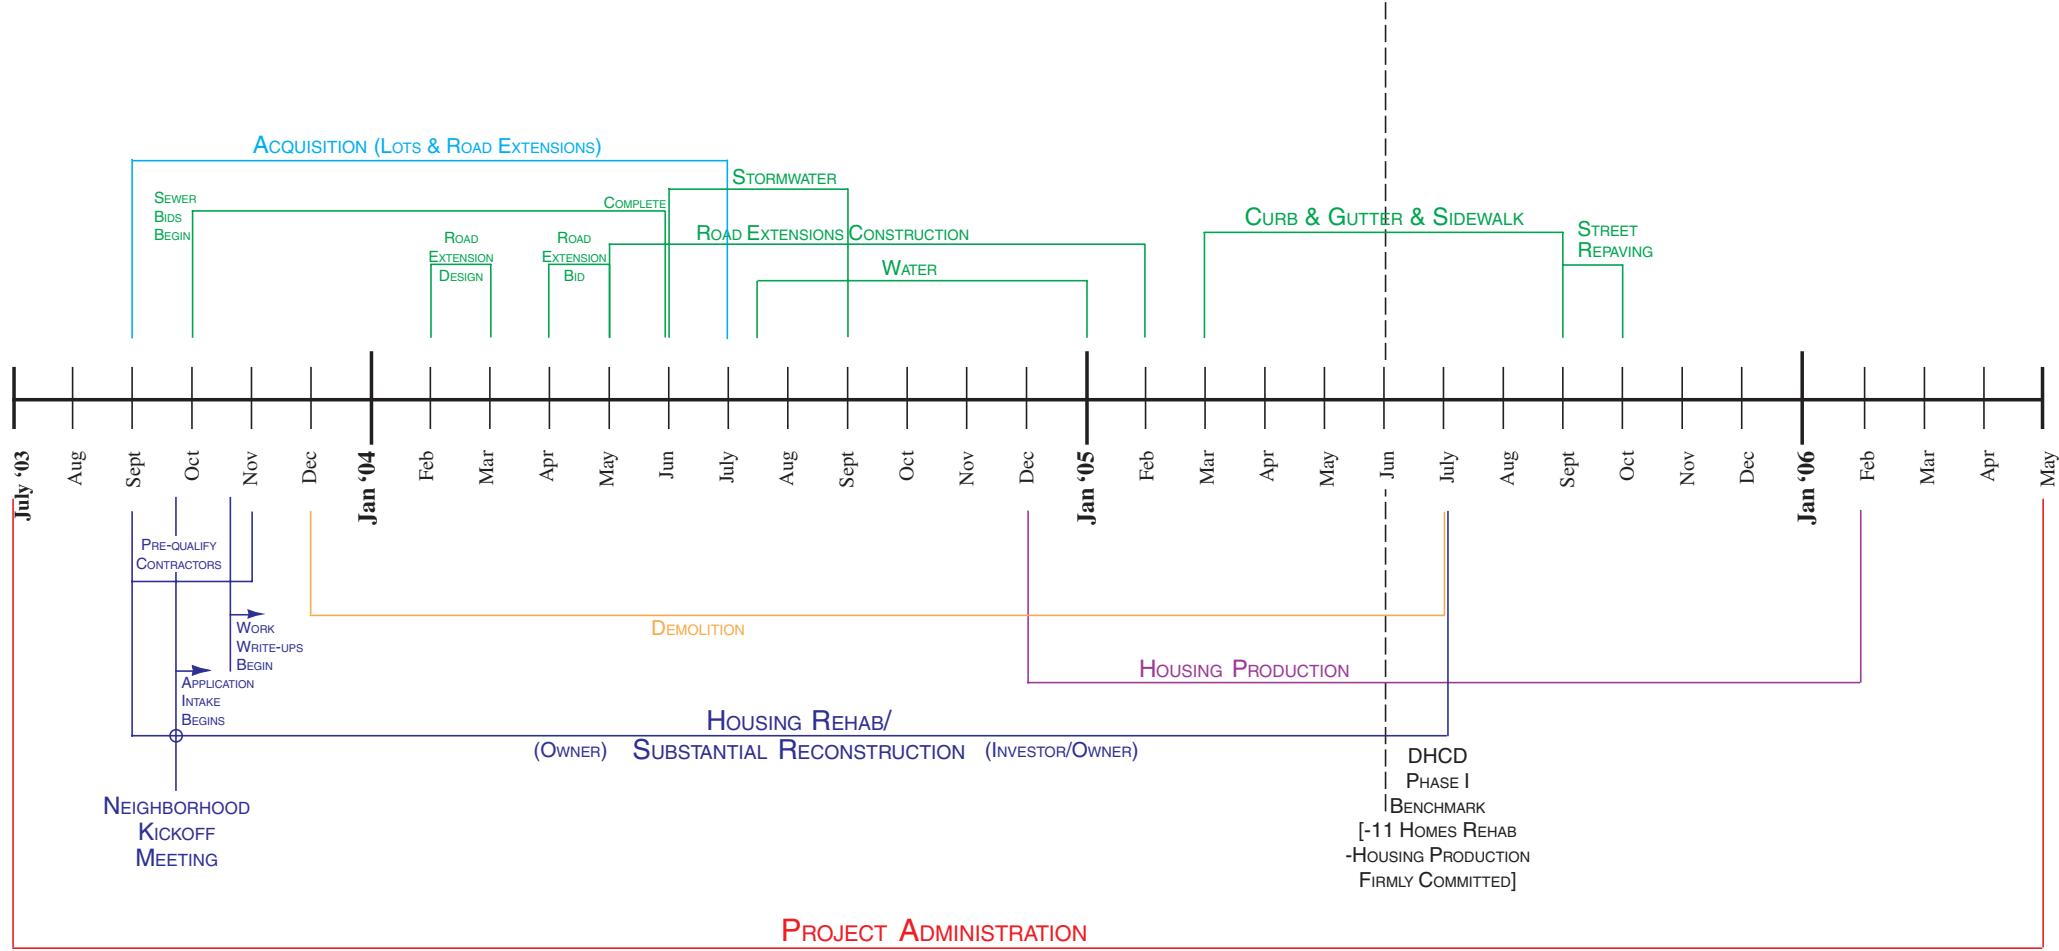 Acquisition (Lots & Road Extensions)
Stormwater
Sewer
Bids
Begin
Complete
Road
Extension
Design
Road
Extension
Bid
Road Extensions Construction
Water
Curb & Gutter & Sidewalk
Street
Repaving
July ‘03
Aug
Sept
Oct
Nov
Dec
Jan ‘04
Feb
Mar
Apr
May
Jun
July
Aug
Sept
Oct
Nov
Dec
Jan ‘05
Feb
Mar
Apr
May
Jun
July
Aug
Sept
Oct
Nov
Dec
Jan ‘06
Feb
Mar
Apr
May
Pre-qualify
Contractors
Work
Write-ups
Begin
Application
Intake
Begins
Demolition
Housing Production
Housing Rehab/
(Owner) Substantial Reconstruction (Investor/Owner)
Neighborhood
Kickoff
Meeting
DHCD
Phase I
Benchmark
[-11 Homes Rehab
-Housing Production
Firmly Committed]
Project Administration